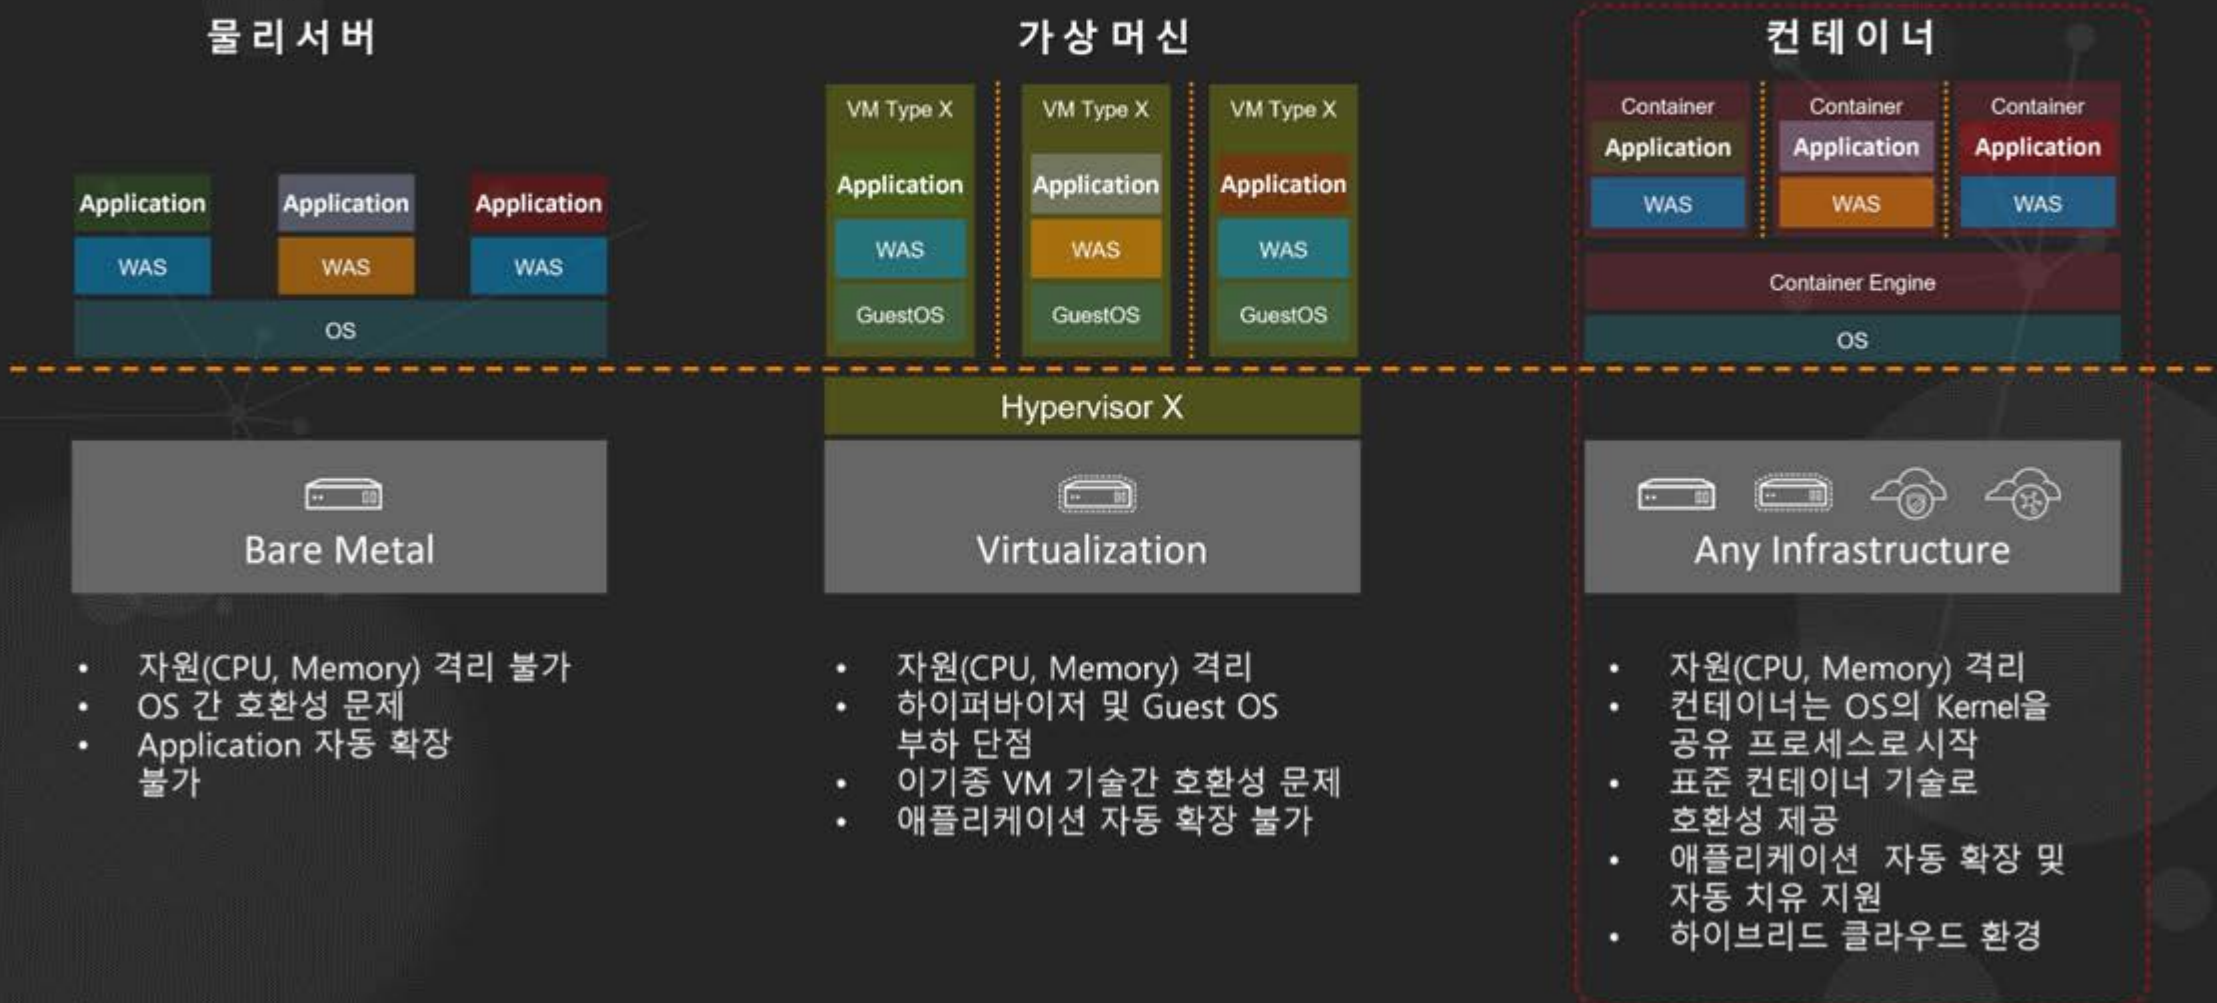 물리서버
Application
Application
Application
WAS
WAS
WAS
OS
Bare Metal
• 자원(CPU, Memory) 격리 불가
• OS 간 호환성 문제
• Application 자동 확장
불가
가상머신
VM Type X
VM Type X
VM Type X
Application
Application
Application
WAS
WAS
WAS
GuestOS
GuestOS
GuestOS
Hypervisor X
Virtualization
• 자원(CPU, Memory) 격리
• 하이퍼바이저 및 Guest OS
부하 단점
• 이기종 VM 기술간 호환성 문제
• 애플리케이션 자동 확장 불가
컨테이너
Container
Container
Container
Application
Application
Application
WAS
WAS
WAS
Container Engine
OS
Any Infrastructure
• 자원(CPU, Memory) 격리
• 컨테이너는 OS의 Kernel을
공유 프로세스로 시작
• 표준 컨테이너 기술로
호환성 제공
• 애플리케이션 자동 확장 및
자동 치유 지원
• 하이브리드 클라우드 환경